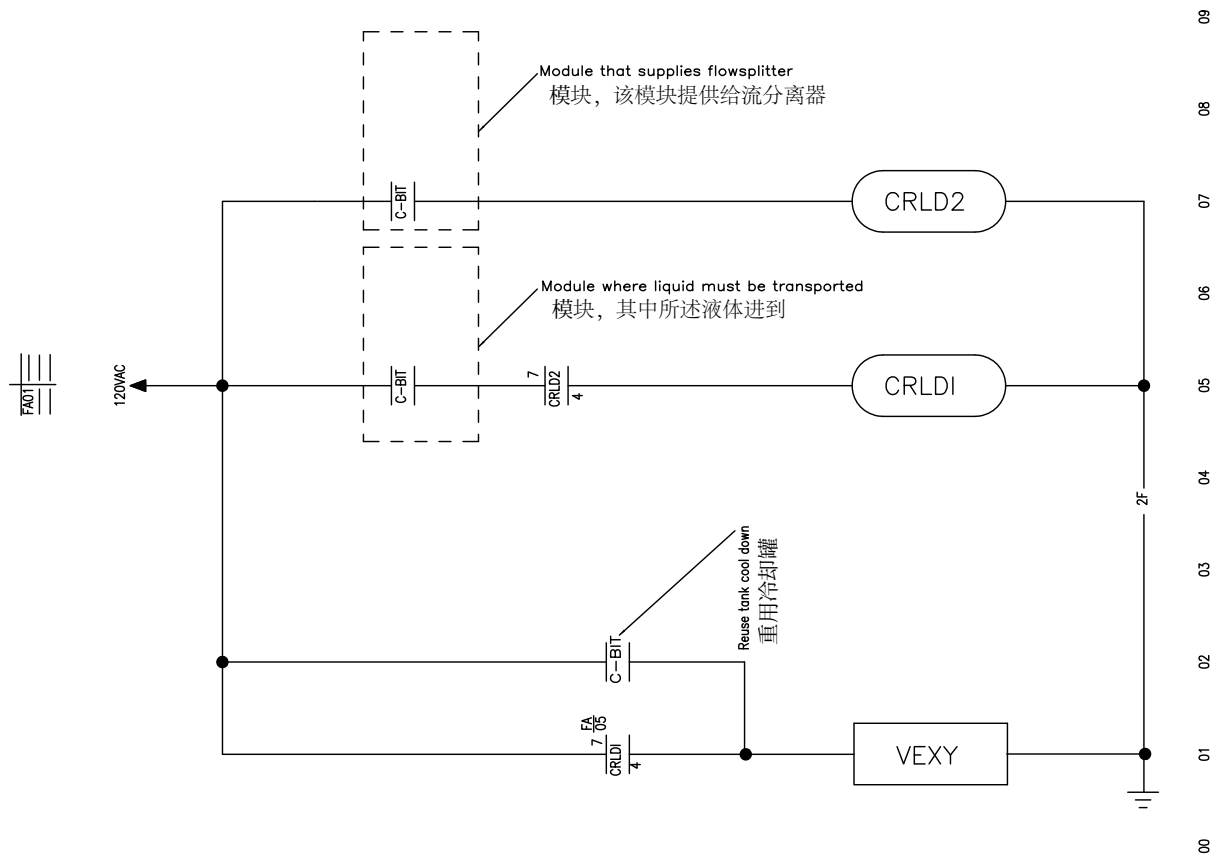 09
Module that supplies flowsplitter
模块，该模块提供给流分离器
08
C-BIT
CRLD2
07
Module where liquid must be transported
模块，其中所述液体进到
06
FA01
120VAC
C-BIT
7
CRLD2
4
CRLD1
05
04
2F
Reuse tank cool down
重用冷却罐
03
C-BIT
02
FA
05
7
CRLD1
4
VEXY
01
00